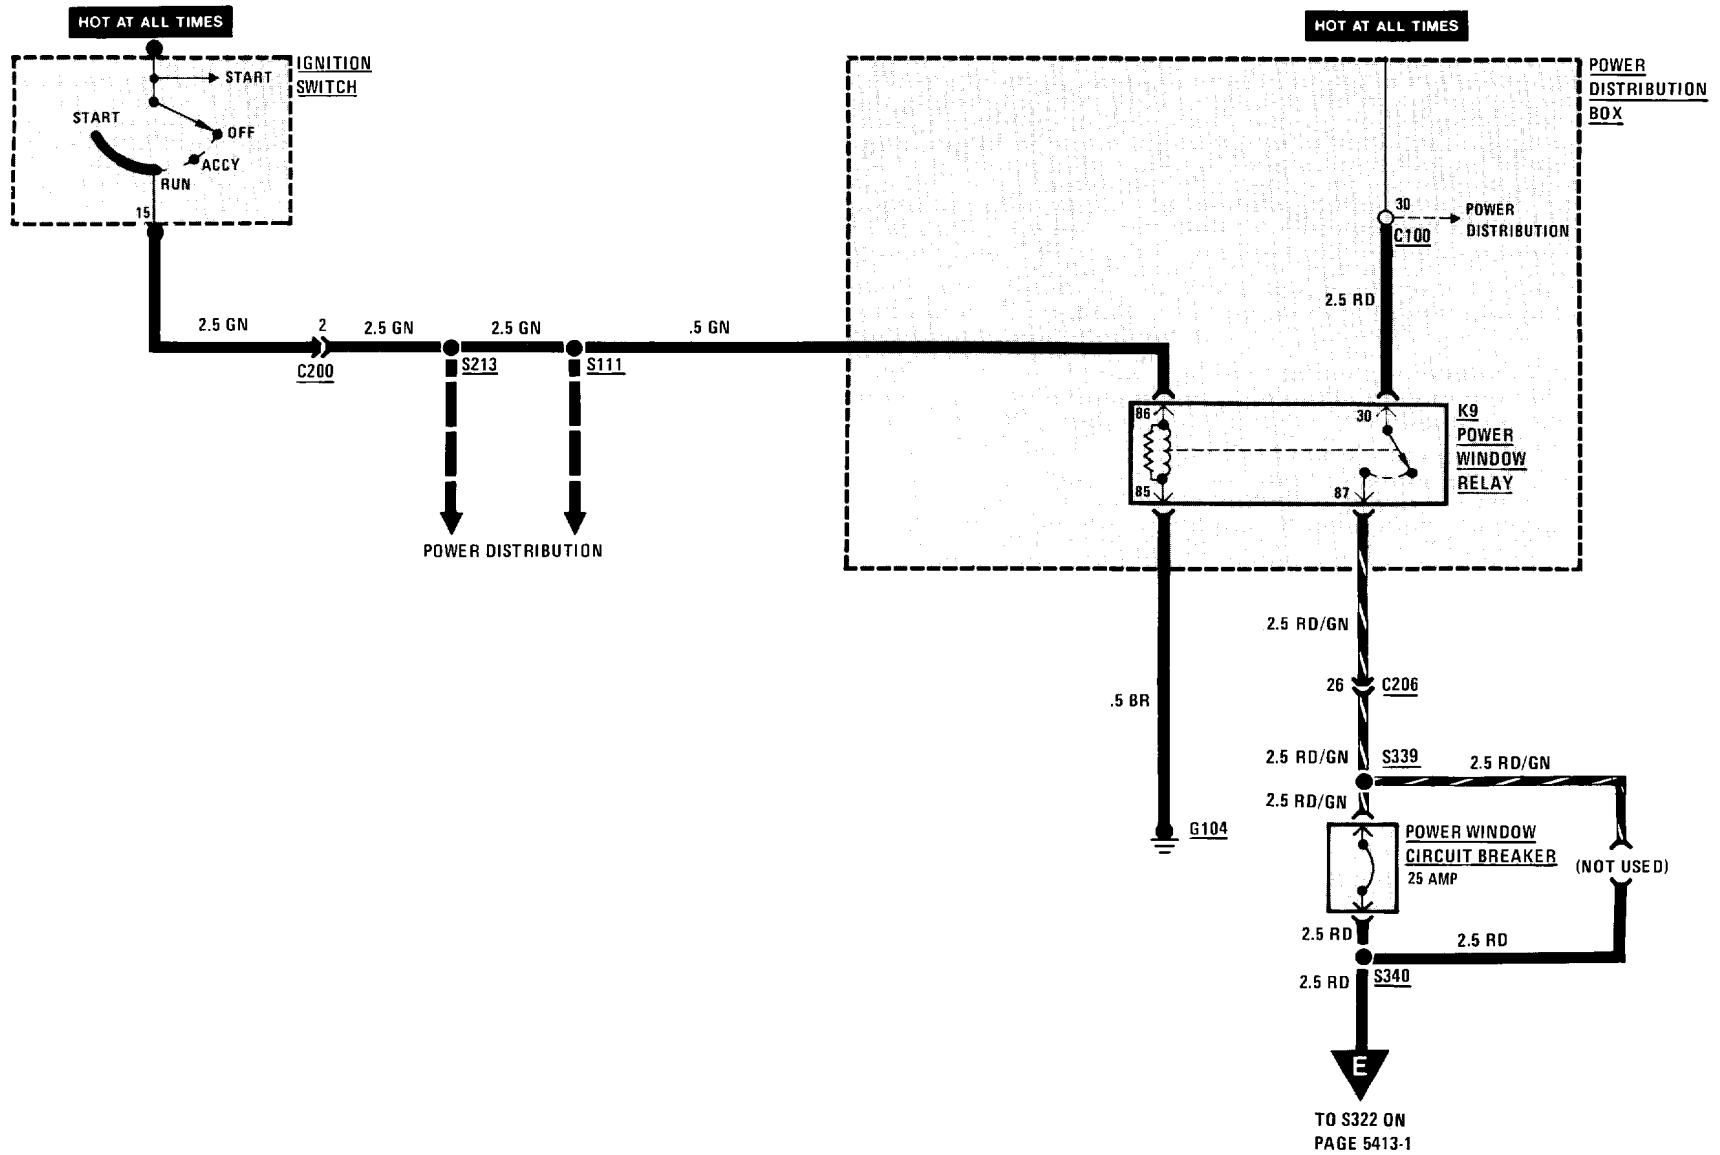 HOT AT ALL TIMES
HOT AT ALL TIMES
IGNITION
SWITCH
START
START
OFF
ACCY
RUN
15
POWER
DISTRIBUTION
BOX
30
POWER
DISTRIBUTION
C100
2.5 RD
2.5 GN
2
2.5 GN
2.5 GN
.5 GN
C200
S213
S111
POWER DISTRIBUTION
86
30
85
87
K9
POWER
WINDOW
RELAY
2.5 RD/GN
26
C206
.5 BR
2.5 RD/GN
S339
2.5 RD/GN
2.5 RD/GN
G104
POWER WINDOW
CIRCUIT BREAKER
25 AMP
(NOT USED)
2.5 RD
2.5 RD
S340
2.5 RD
E
TO S322 ON
PAGE 5413-1